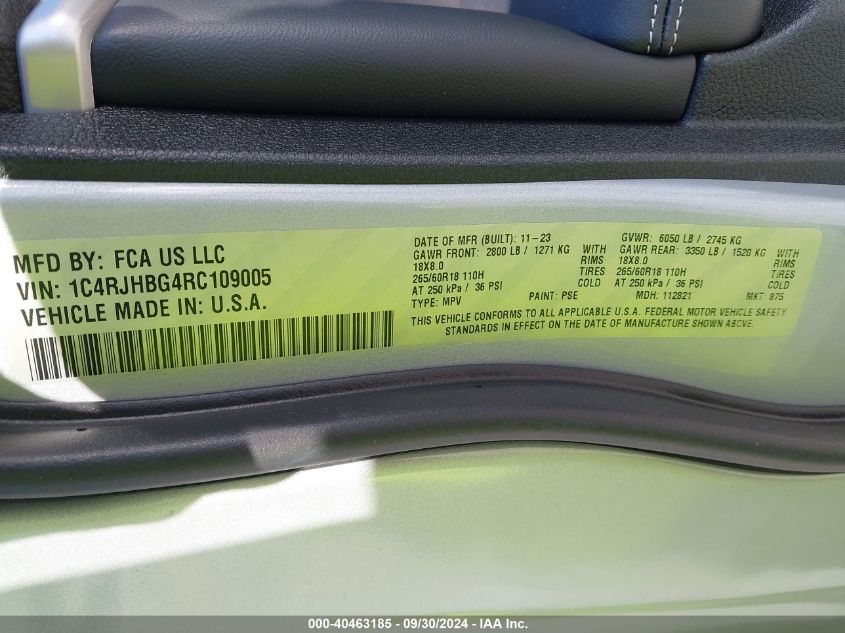 MFD BY: FCA US LLC
VIN: 1C4RJHBG4RC109005
VEHICLE MADE IN: U.S.A.
DATE OF MFR (BUILT): 11-23 GVWR: 6050 LB / 2745 KG
GAWR FRONT: 2800 LB / 1271 KG WITH GAWR REAR: 3350 LB / 1520 KG WITH
18X8.0 RIMS 18X8.0 RIMS
265/60R18 110H TIRES 265/60R18 110H TIRES
AT 250 kPa / 36 PSI COLD AT 250 kPa / 36 PSI COLD
TYPE: MPV PAINT: PSE MDH: 112821 MKT: 875
THIS VEHICLE CONFORMS TO ALL APPLICABLE U.S.A. FEDERAL MOTOR VEHICLE SAFETY
STANDARDS IN EFFECT ON THE DATE OF MANUFACTURE SHOWN ABOVE.
000-40463185 - 09/30/2024 - IAA Inc.